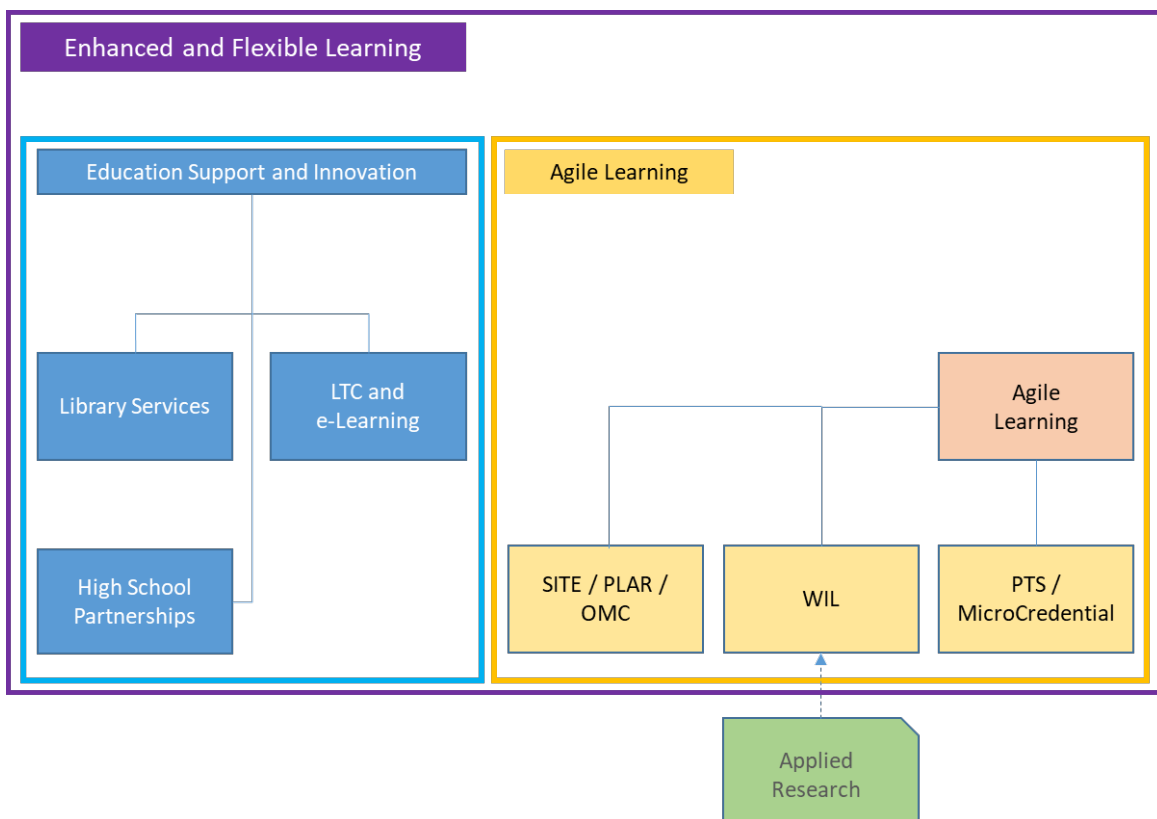 Enhanced and Flexible Learning
Education Support and Innovation
Library Services
LTC and
e-Learning
High School
Partnerships
Agile Learning
Agile
Learning
SITE / PLAR /
OMC
WIL
PTS /
MicroCredential
Applied
Research